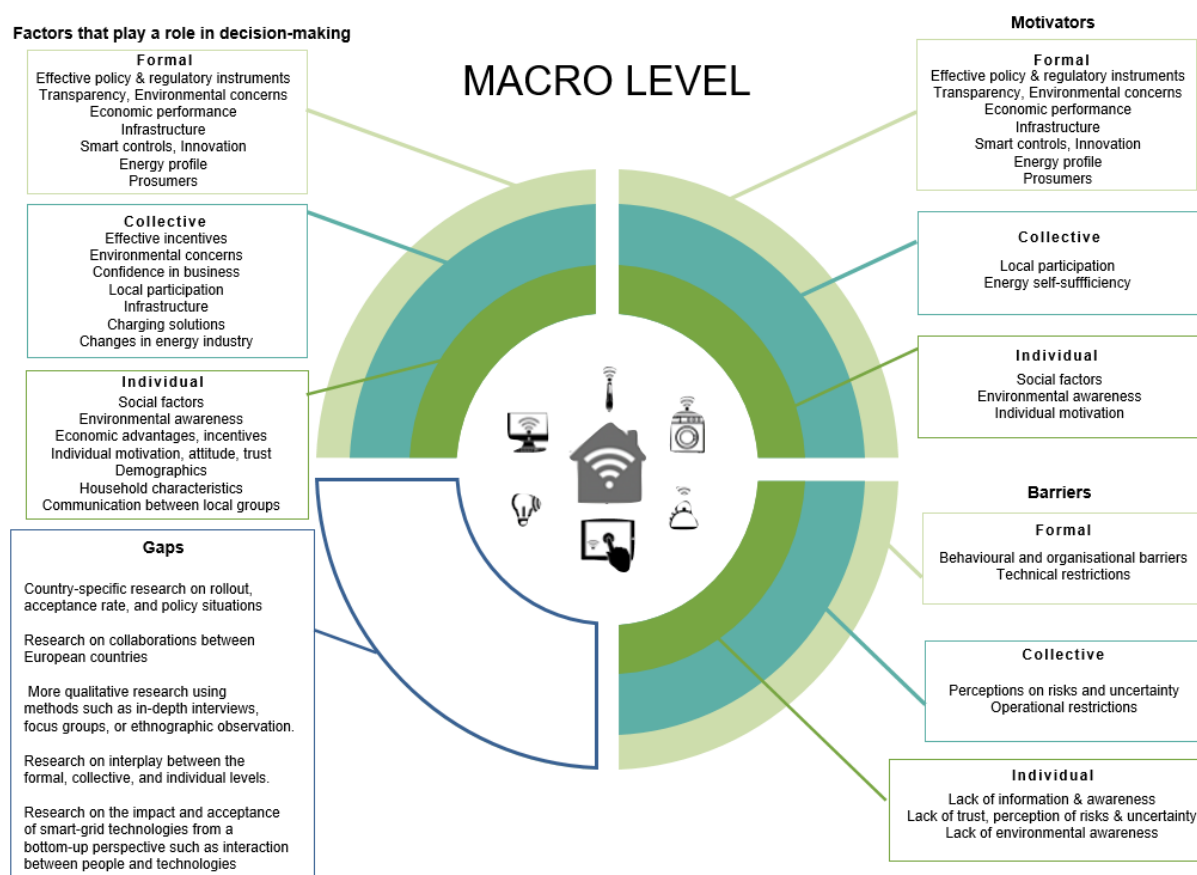 Factors that play a role in decision-making
Formal
Effective policy & regulatory instruments
Transparency, Environmental concerns
Economic performance
Infrastructure
Smart controls, Innovation
Energy profile
Prosumers
Collective
Effective incentives
Environmental concerns
Confidence in business
Local participation
Infrastructure
Charging solutions
Changes in energy industry
Individual
Social factors
Environmental awareness
Economic advantages, incentives
Individual motivation, attitude, trust
Demographics
Household characteristics
Communication between local groups
Gaps
Country-specific research on rollout,
acceptance rate, and policy situations
Research on collaborations between
European countries
More qualitative research using
methods such as in-depth interviews,
focus groups, or ethnographic observation.
Research on interplay between the
formal, collective, and individual levels.
Research on the impact and acceptance
of smart-grid technologies from a
bottom-up perspective such as interaction
between people and technologies
MACRO LEVEL
Motivators
Formal
Effective policy & regulatory instruments
Transparency, Environmental concerns
Economic performance
Infrastructure
Smart controls, Innovation
Energy profile
Prosumers
Collective
Local participation
Energy self-suffficiency
Individual
Social factors
Environmental awareness
Individual motivation
Barriers
Formal
Behavioural and organisational barriers
Technical restrictions
Collective
Perceptions on risks and uncertainty
Operational restrictions
Individual
Lack of information & awareness
Lack of trust, perception of risks & uncertainty
Lack of environmental awareness